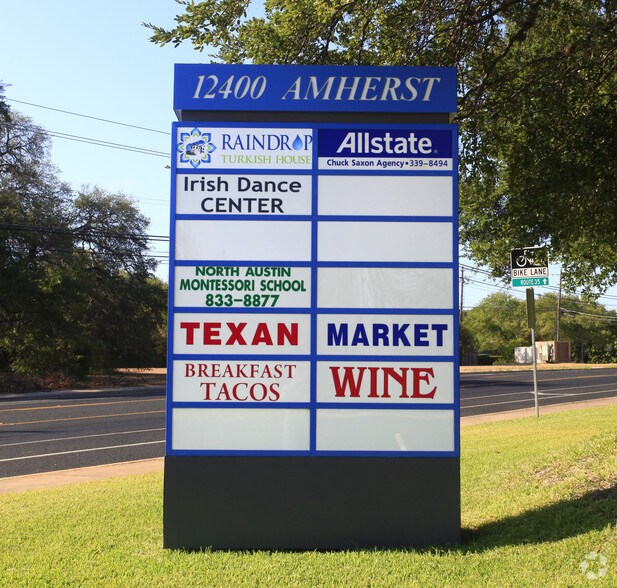 12400 AMHERST
RAINDROP
TURKISH HOUSE
Allstate
Chuck Saxon Agency • 339-8494
Irish Dance
CENTER
NORTH AUSTIN
MONTESSORI SCHOOL
833-8877
TEXAN MARKET
BREAKFAST
TACOS
WINE
BIKE LANE
ROUTE 35